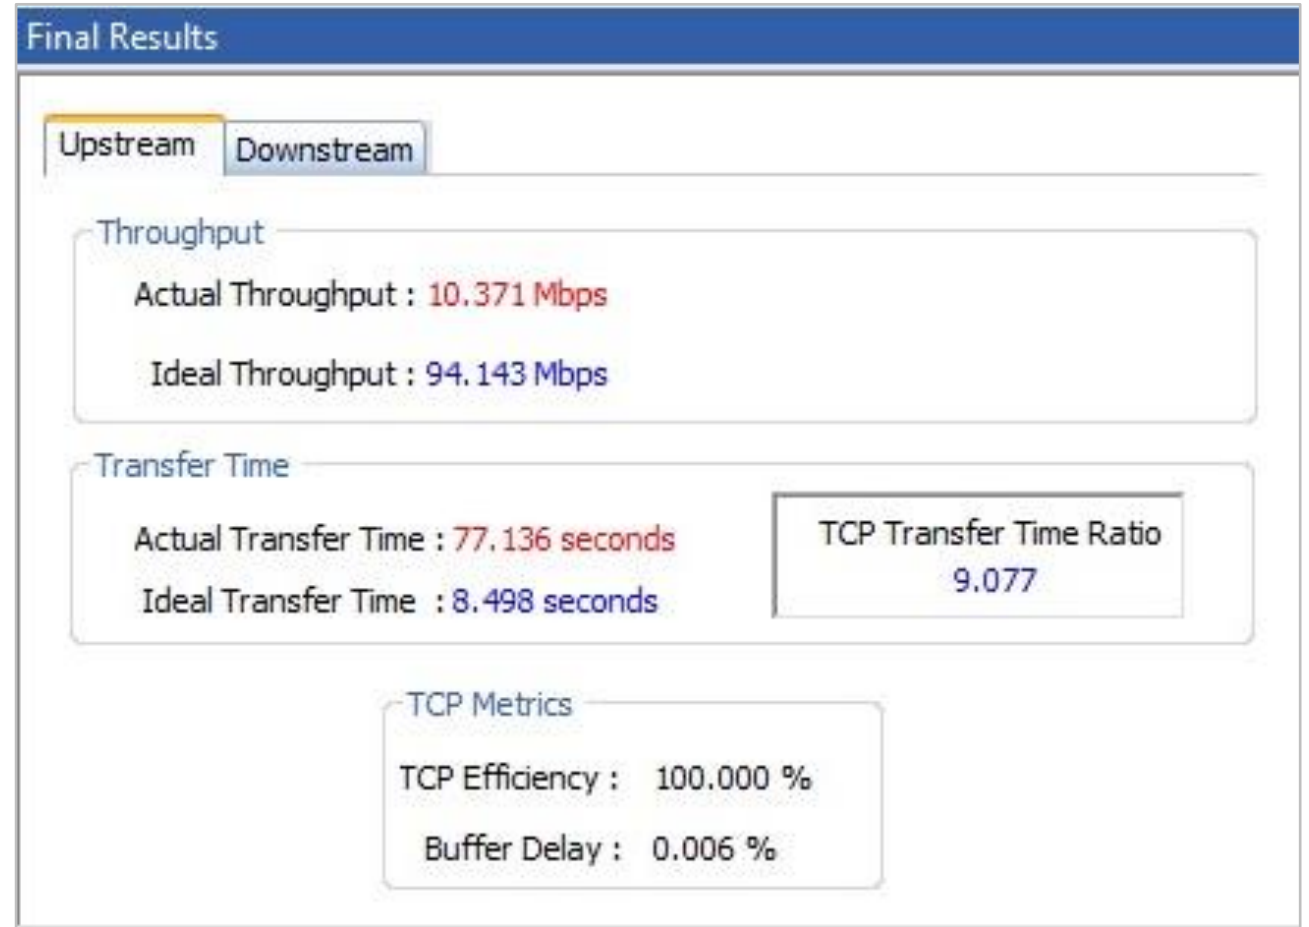 Final Results
Upstream Downstream
Throughput
Actual Throughput : 10.371 Mbps
Ideal Throughput : 94.143 Mbps
Transfer Time
Actual Transfer Time : 77.136 seconds
Ideal Transfer Time : 8.498 seconds
TCP Transfer Time Ratio
9.077
TCP Metrics
TCP Efficiency : 100.000 %
Buffer Delay : 0.006 %